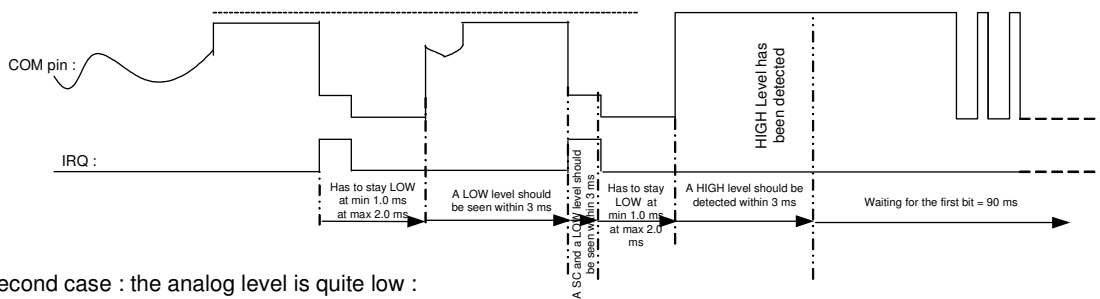 COM pin :
HIGH Level has
been detected
IRQ :
Has to stay LOW
at min 1.0 ms
at max 2.0 ms
A LOW level should
be seen within 3 ms
A SC and a LOW level should
be seen within 3 ms
Has to stay
LOW at
min 1.0 ms
at max 2.0
ms
A HIGH level should be
detected within 3 ms
Waiting for the first bit = 90 ms
econd case : the analog level is quite low :